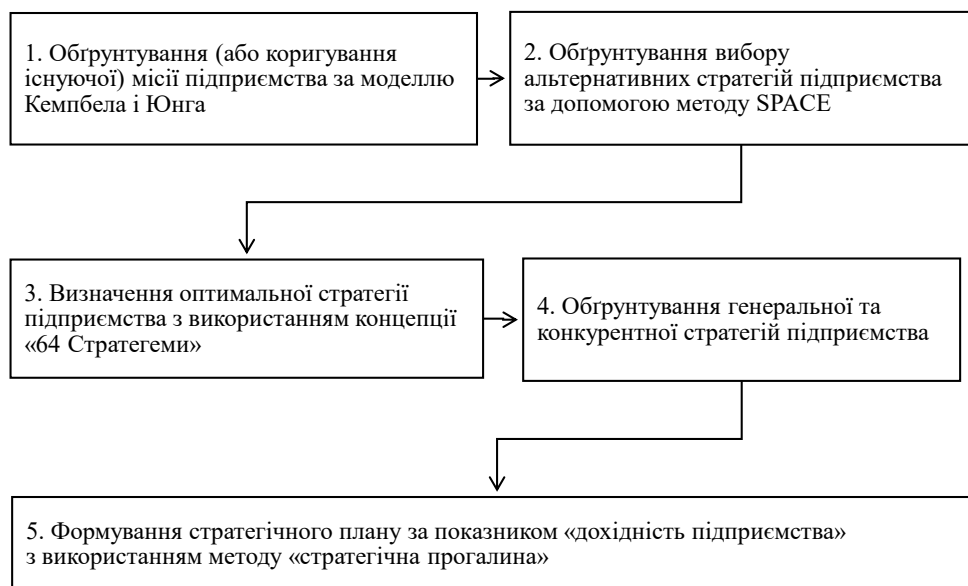 1. Обґрунтування (або коригування
існуючої) місії підприємства за моделлю
Кемпбела і Юнга
2. Обґрунтування вибору
альтернативних стратегій підприємства
за допомогою методу SPACE
3. Визначення оптимальної стратегії
підприємства з використанням концепції
«64 Стратегеми»
4. Обґрунтування генеральної та
конкурентної стратегій підприємства
5. Формування стратегічного плану за показником «дохідність підприємства»
з використанням методу «стратегічна прогалина»